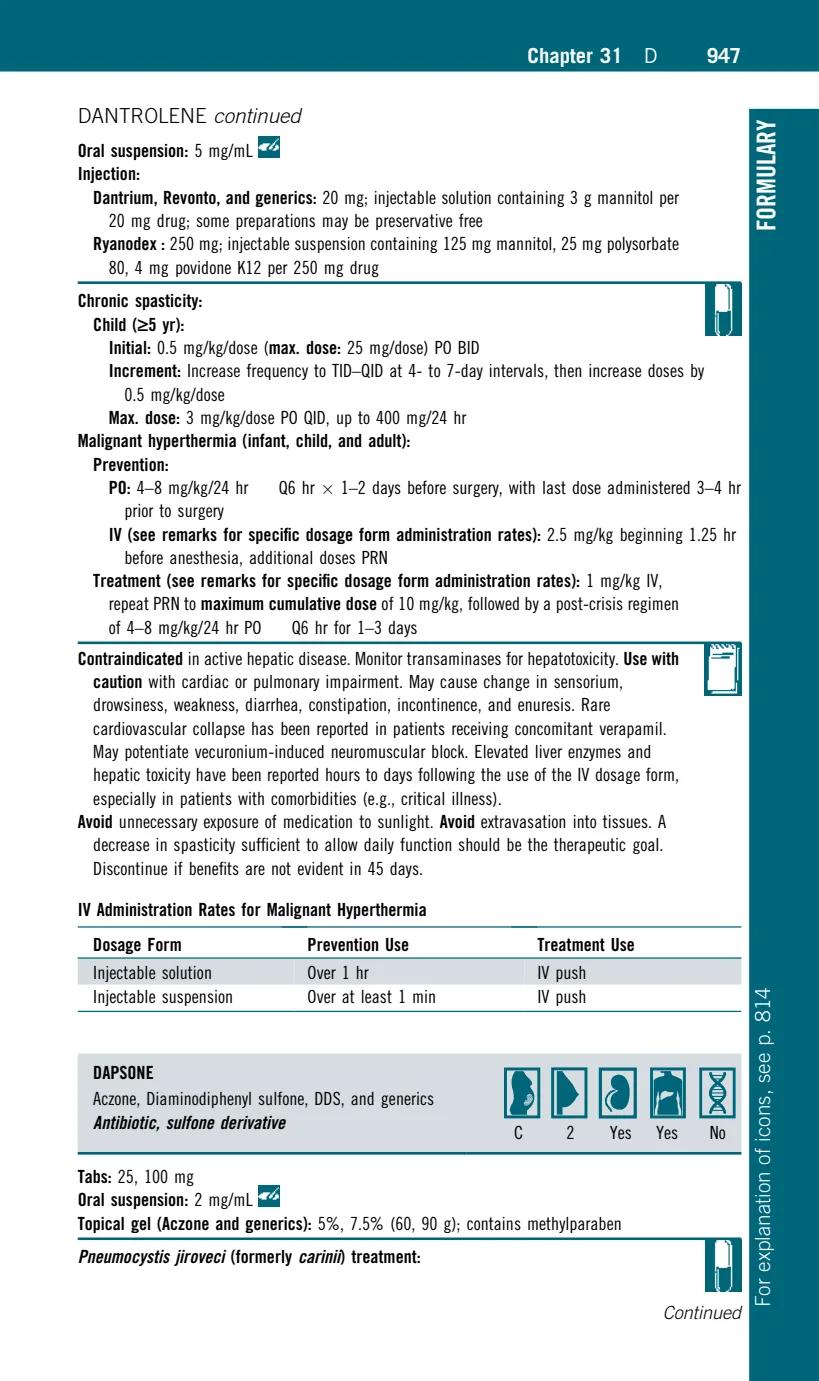 Chapter 31 D 947
DANTROLENE continued
Oral suspension: 5 mg/mL
Injection:
Dantrium, Revonto, and generics: 20 mg; injectable solution containing 3 g mannitol per
20 mg drug; some preparations may be preservative free
Ryanodex : 250 mg; injectable suspension containing 125 mg mannitol, 25 mg polysorbate
80, 4 mg povidone K12 per 250 mg drug
Chronic spasticity:
Child (≥5 yr):
Initial: 0.5 mg/kg/dose (max. dose: 25 mg/dose) PO BID
Increment: Increase frequency to TID–QID at 4- to 7-day intervals, then increase doses by
0.5 mg/kg/dose
Max. dose: 3 mg/kg/dose PO QID, up to 400 mg/24 hr
Malignant hyperthermia (infant, child, and adult):
Prevention:
PO: 4–8 mg/kg/24 hr Q6 hr × 1–2 days before surgery, with last dose administered 3–4 hr
prior to surgery
IV (see remarks for specific dosage form administration rates): 2.5 mg/kg beginning 1.25 hr
before anesthesia, additional doses PRN
Treatment (see remarks for specific dosage form administration rates): 1 mg/kg IV,
repeat PRN to maximum cumulative dose of 10 mg/kg, followed by a post-crisis regimen
of 4–8 mg/kg/24 hr PO Q6 hr for 1–3 days
Contraindicated in active hepatic disease. Monitor transaminases for hepatotoxicity. Use with
caution with cardiac or pulmonary impairment. May cause change in sensorium,
drowsiness, weakness, diarrhea, constipation, incontinence, and enuresis. Rare
cardiovascular collapse has been reported in patients receiving concomitant verapamil.
May potentiate vecuronium-induced neuromuscular block. Elevated liver enzymes and
hepatic toxicity have been reported hours to days following the use of the IV dosage form,
especially in patients with comorbidities (e.g., critical illness).
Avoid unnecessary exposure of medication to sunlight. Avoid extravasation into tissues. A
decrease in spasticity sufficient to allow daily function should be the therapeutic goal.
Discontinue if benefits are not evident in 45 days.
IV Administration Rates for Malignant Hyperthermia
Dosage Form Prevention Use Treatment Use
Injectable solution Over 1 hr IV push
Injectable suspension Over at least 1 min IV push
DAPSONE
Aczone, Diaminodiphenyl sulfone, DDS, and generics
Antibiotic, sulfone derivative
C 2 Yes Yes No
Tabs: 25, 100 mg
Oral suspension: 2 mg/mL
Topical gel (Aczone and generics): 5%, 7.5% (60, 90 g); contains methylparaben
Pneumocystis jiroveci (formerly carinii) treatment:
Continued
FORMULARY
For explanation of icons, see p. 814